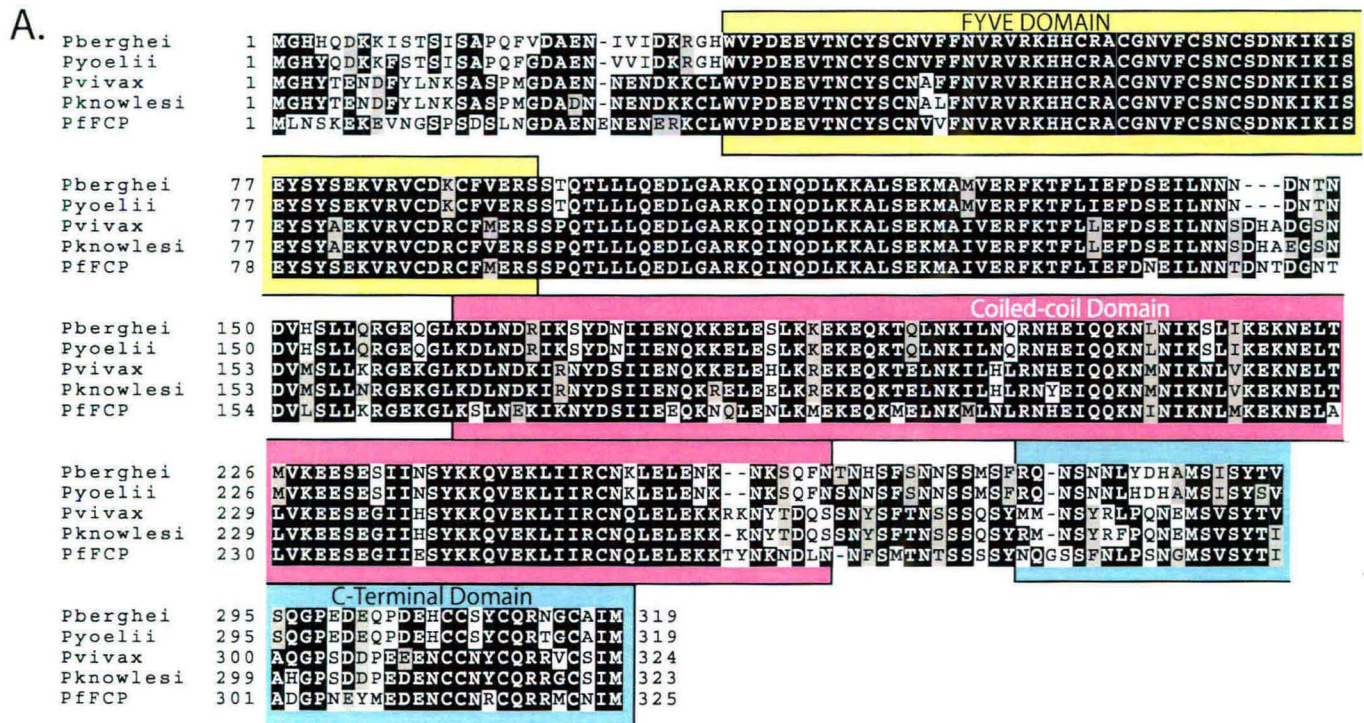 A.
FYVE DOMAIN
Pberghei 1 MGHHQDKKISTSISAPQFVDAEN-IVIDKRGHWVPDEEVTNCYSCNVFFNVRVRKHHCRACGNVFCSNCSDNKIKIS
Pyoelii 1 MGHYQDKKFSTSISAPQFGDAEN-VVIDKRGHWVPDEEVTNCYSCNVFFNVRVRKHHCRACGNVFCSNCSDNKIKIS
Pvivax 1 MGHYTENDFYLNKSASPMGDAEN-NENDKKCLWVPDEEVTNCYSCNAFFNVRVRKHHCRACGNVFCSNCSDNKIKIS
Pknowlesi 1 MGHYTENDFYLNKSASPMGDADN-NENDKKCLWVPDEEVTNCYSCNALFNVRVRKHHCRACGNVFCSNCSDNKIKIS
PfFCP 1 MLNSKEKEVNGSPSDSLNGDAENENENERKCLWVPDEEVTNCYSCNVVFNVRVRKHHCRACGNVFCSNCSDNKIKIS
Pberghei 77 EYSYSEKVRVCDKCFVERSSTQTLLLQEDLGARKQINQDLKKALSEKMAMVERFKTFLIEFDSEILNNN---DNTN
Pyoelii 77 EYSYSEKVRVCDKCFVERSSTQTLLLQEDLGARKQINQDLKKALSEKMAMVERFKTFLIEFDSEILNNN---DNTN
Pvivax 77 EYSYAEKVRVCDRCFMERSSPQTLLLQEDLGARKQINQDLKKALSEKMAIVERFKTFLLEFDSEILNNSDHADGSN
Pknowlesi 77 EYSYAEKVRVCDRCFVERSSPQTLLLQEDLGARKQINQDLKKALSEKMAIVERFKTFLLEFDSEILNNSDHAEGSN
PfFCP 78 EYSYSEKVRVCDRCFMERSSPQTLLLQEDLGARKQINQDLKKALSEKMAIVERFKTFLIEFDNEILNNTDNTDGNT
Coiled-coil Domain
Pberghei 150 DVHSLLQRGEQGLKDLNDRIKSYDNIIENQKKELESLKKEKEQKTQLNKILNQRNHEIQQKNLNIKSLIKEKNELT
Pyoelii 150 DVHSLLQRGEQGLKDLNDRIKSYDNIIENQKKELESLKKEKEQKTQLNKILNQRNHEIQQKNLNIKSLIKEKNELT
Pvivax 153 DVMSLLKRGEKGLKDLNDKIRNYDSIIENQKKELEHLKREKEQKTELNKILHLRNHEIQQKNMNIKNLVKEKNELT
Pknowlesi 153 DVMSLLNRGEKGLKDLNDKIRNYDSIIENQKRELEELKREKEQKTELNKILHLRNYEIQQKNMNIKNLMKEKNELT
PfFCP 154 DVLSLLKRGEKGLKSLNEKIKNYDSIIEEQKNQLENLKMEKEQKMELNKMLNLRNHEIQQKNINIKNLMKEKNELA
Pberghei 226 MVKEESESIINSYKKQVEKLIIRCNKLELENK--NKSQFNTNHSFSNNSSMSFRQ-NSNNLYDHAMSISYTV
Pyoelii 226 MVKEESESIINSYKKQVEKLIIRCNKLELENK--NKSQFNSNNSFSNNSSMSFRQ-NSNNLHDHAMSISYSV
Pvivax 229 LVKEESEGIIHSYKKQVEKLIIRCNQLELENKKRKNYTDQSSNYSFTNSSSQSYMM-NSYRLPQNEMSVSYTV
Pknowlesi 229 LVKEESEGIIHSYKKQVEKLIIRCNQLELENKK-KNYTDQSSNYSFTNSSSQSYRM-NSYRFPQNEMSVSYTV
PfFCP 230 LVKEESEGIIESYKKQVEKLIIRCNQLELENKKTYNKNDLN-NFSMTNTSSSSYNQGSSFNLPSNGMSVSYTI
C-Terminal Domain
Pberghei 295 SQGPEDEQPDEHCCSYCQRNGCAIM 319
Pyoelii 295 SQGPEDEQPDEHCCSYCQRTGCAIM 319
Pvivax 300 AQGPSDDPEEENCCNYCQRRVCSIM 324
Pknowlesi 299 AHGPSDDPEDENCCNYCQRRGCSIM 323
PfFCP 301 ADGPNEYMEDENCCNRCQRRMCNIM 325